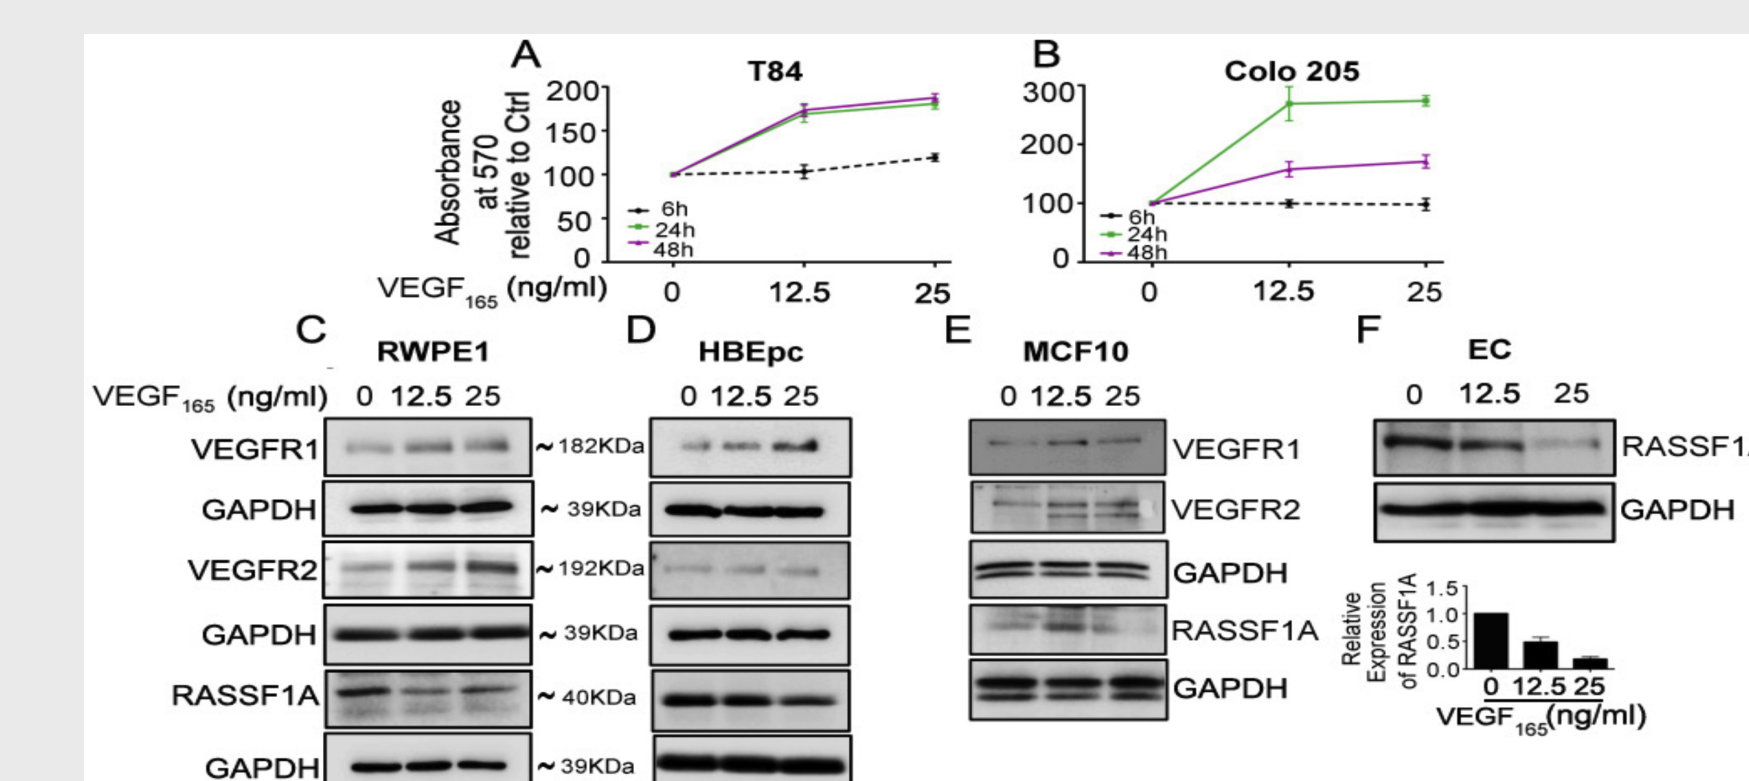 A
T84
Absorbance
at 570
relative to Ctrl
200
150
100
50
0
6h
24h
48h
VEGF165 (ng/ml)
0 12.5 25
B
Colo 205
300
200
100
0
6h
24h
48h
0 12.5 25
C
RWPE1
VEGF165 (ng/ml) 0 12.5 25
VEGFR1 ~182KDa
GAPDH ~ 39KDa
VEGFR2 ~192KDa
GAPDH ~ 39KDa
RASSF1A ~ 40KDa
GAPDH ~ 39KDa
D
HBEpc
0 12.5 25
E
MCF10
0 12.5 25
VEGFR1
VEGFR2
GAPDH
RASSF1A
GAPDH
F
EC
0 12.5 25
RASSF1
GAPDH
Relative
Expression
of RASSF1A
1.5
1.0
0.5
0.0
0 12.5 25
VEGF165(ng/ml)